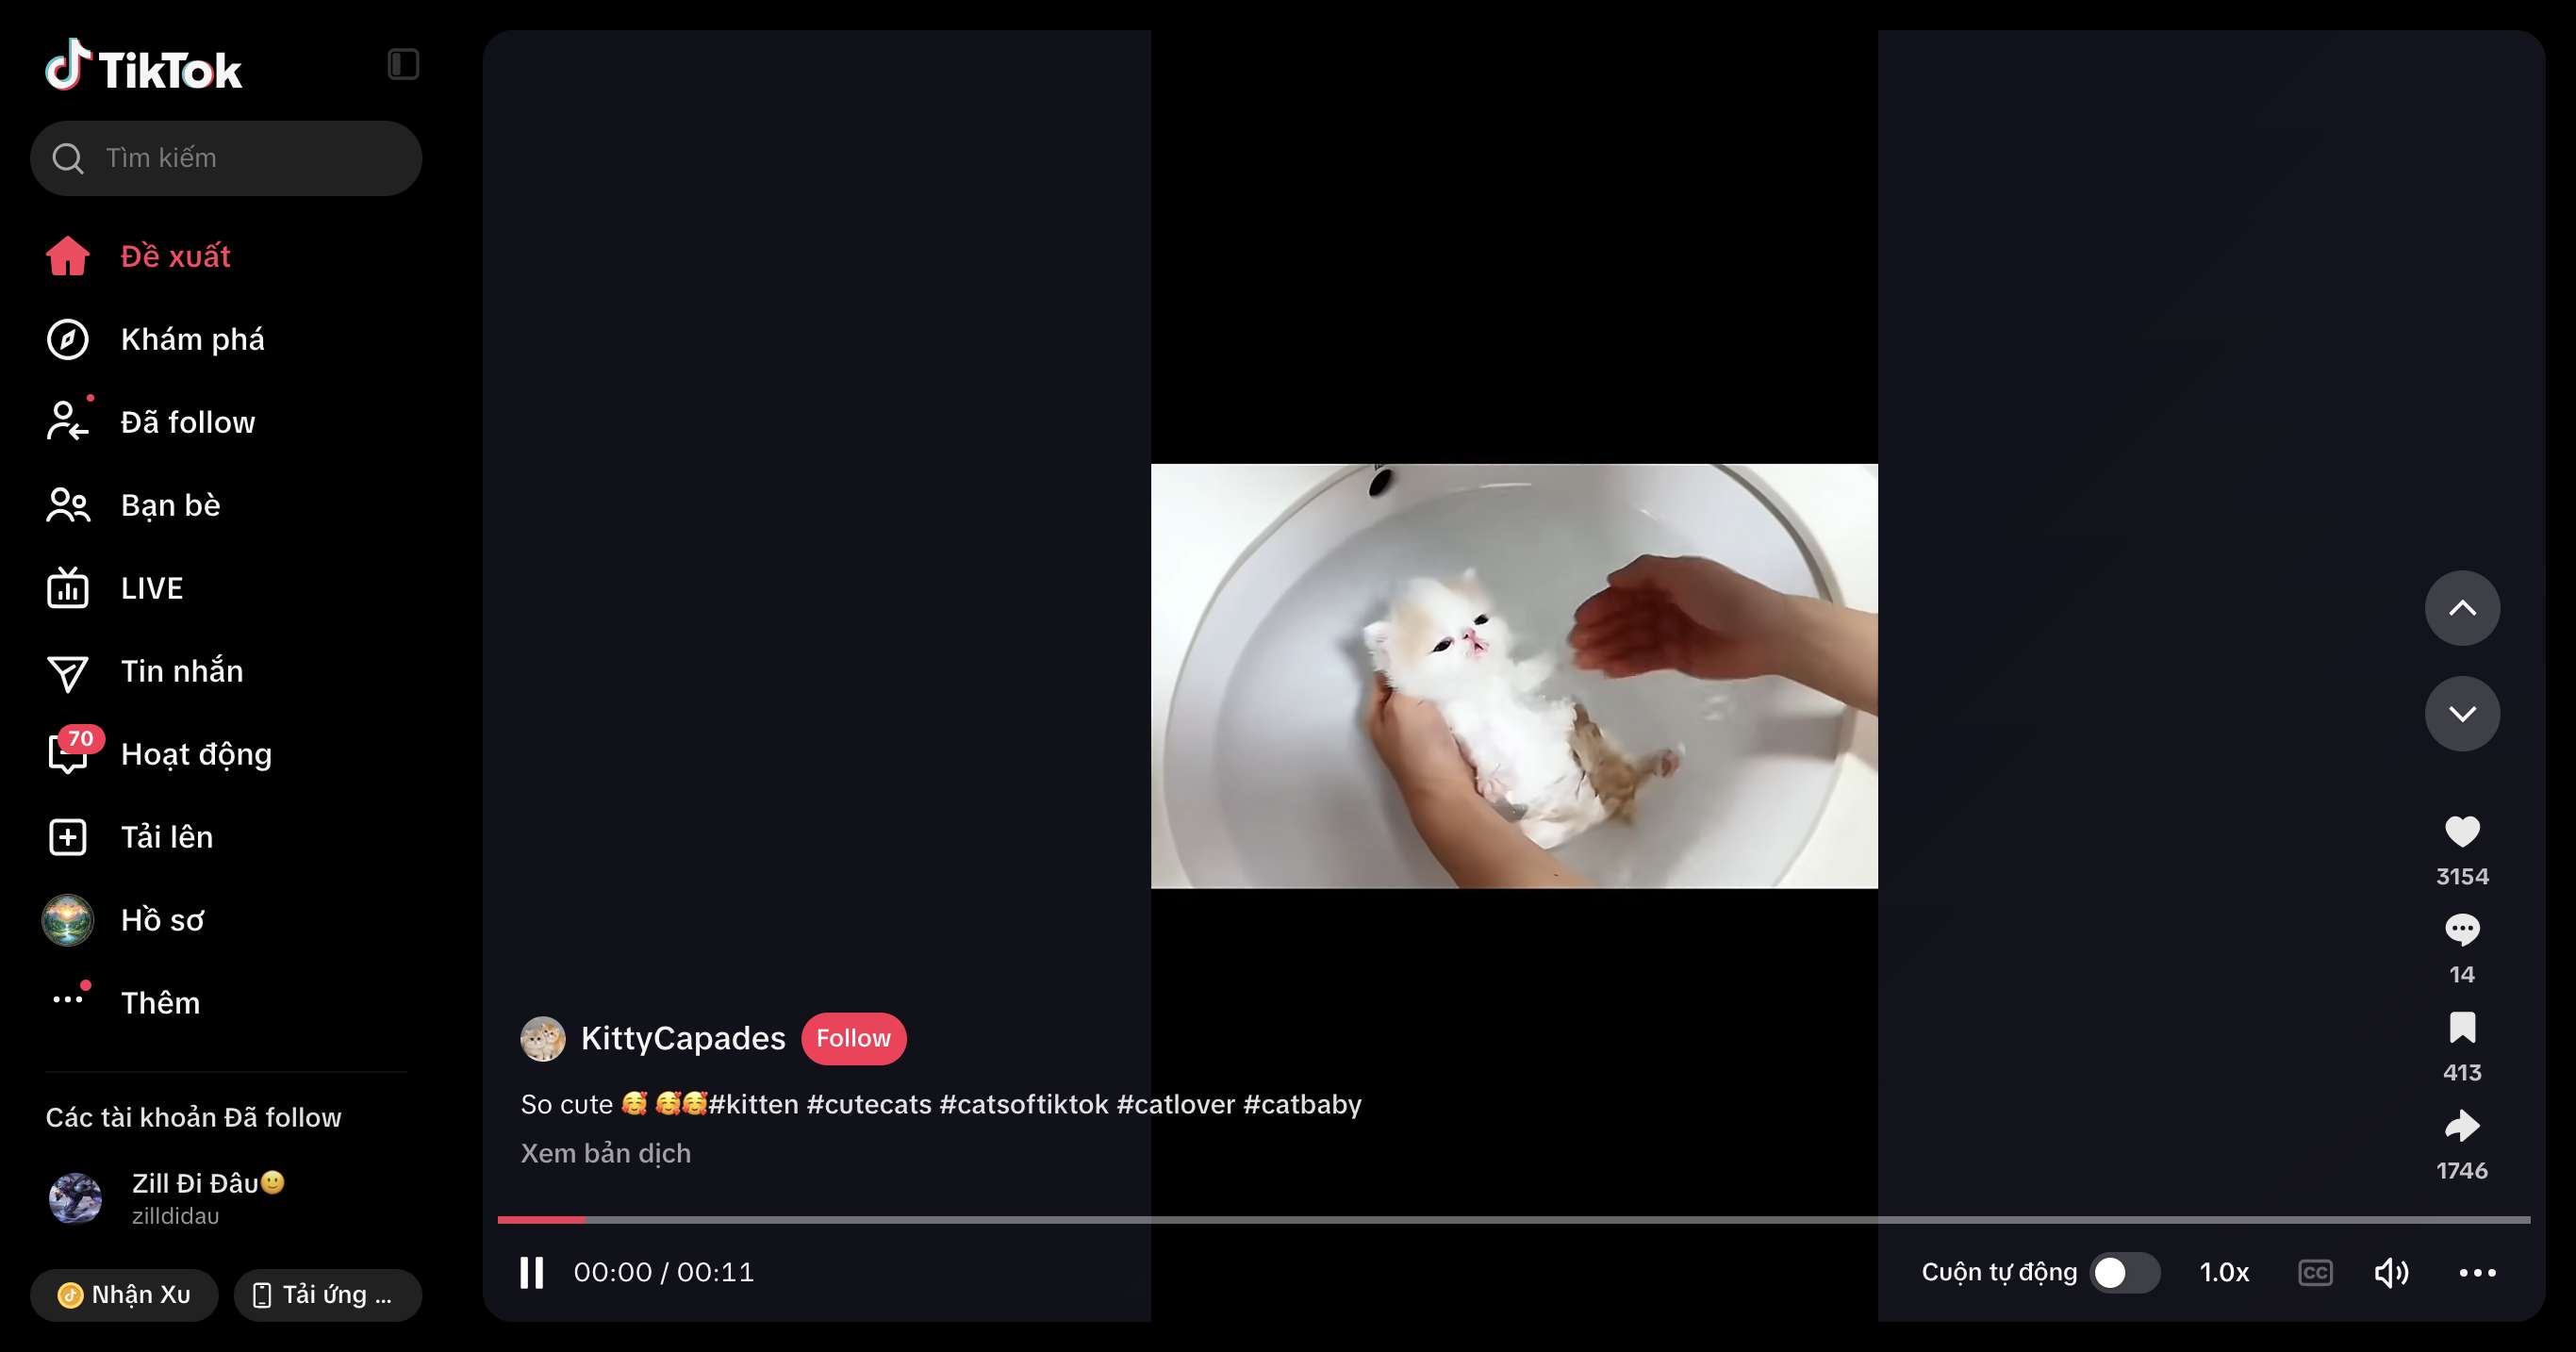 TikTok
Tìm kiếm
Đề xuất
Khám phá
Đã follow
Bạn bè
LIVE
Tin nhắn
70
Hoạt động
Tải lên
Hồ sơ
Thêm
Các tài khoản Đã follow
Zill Đi Đâu🙂
zilldidau
Nhận Xu
Tải ứng ...
KittyCapades
Follow
So cute 🥰 🥰🥰#kitten #cutecats #catsoftiktok #catlover #catbaby
Xem bản dịch
3154
14
413
1746
00:00 / 00:11
Cuộn tự động
1.0x
CC